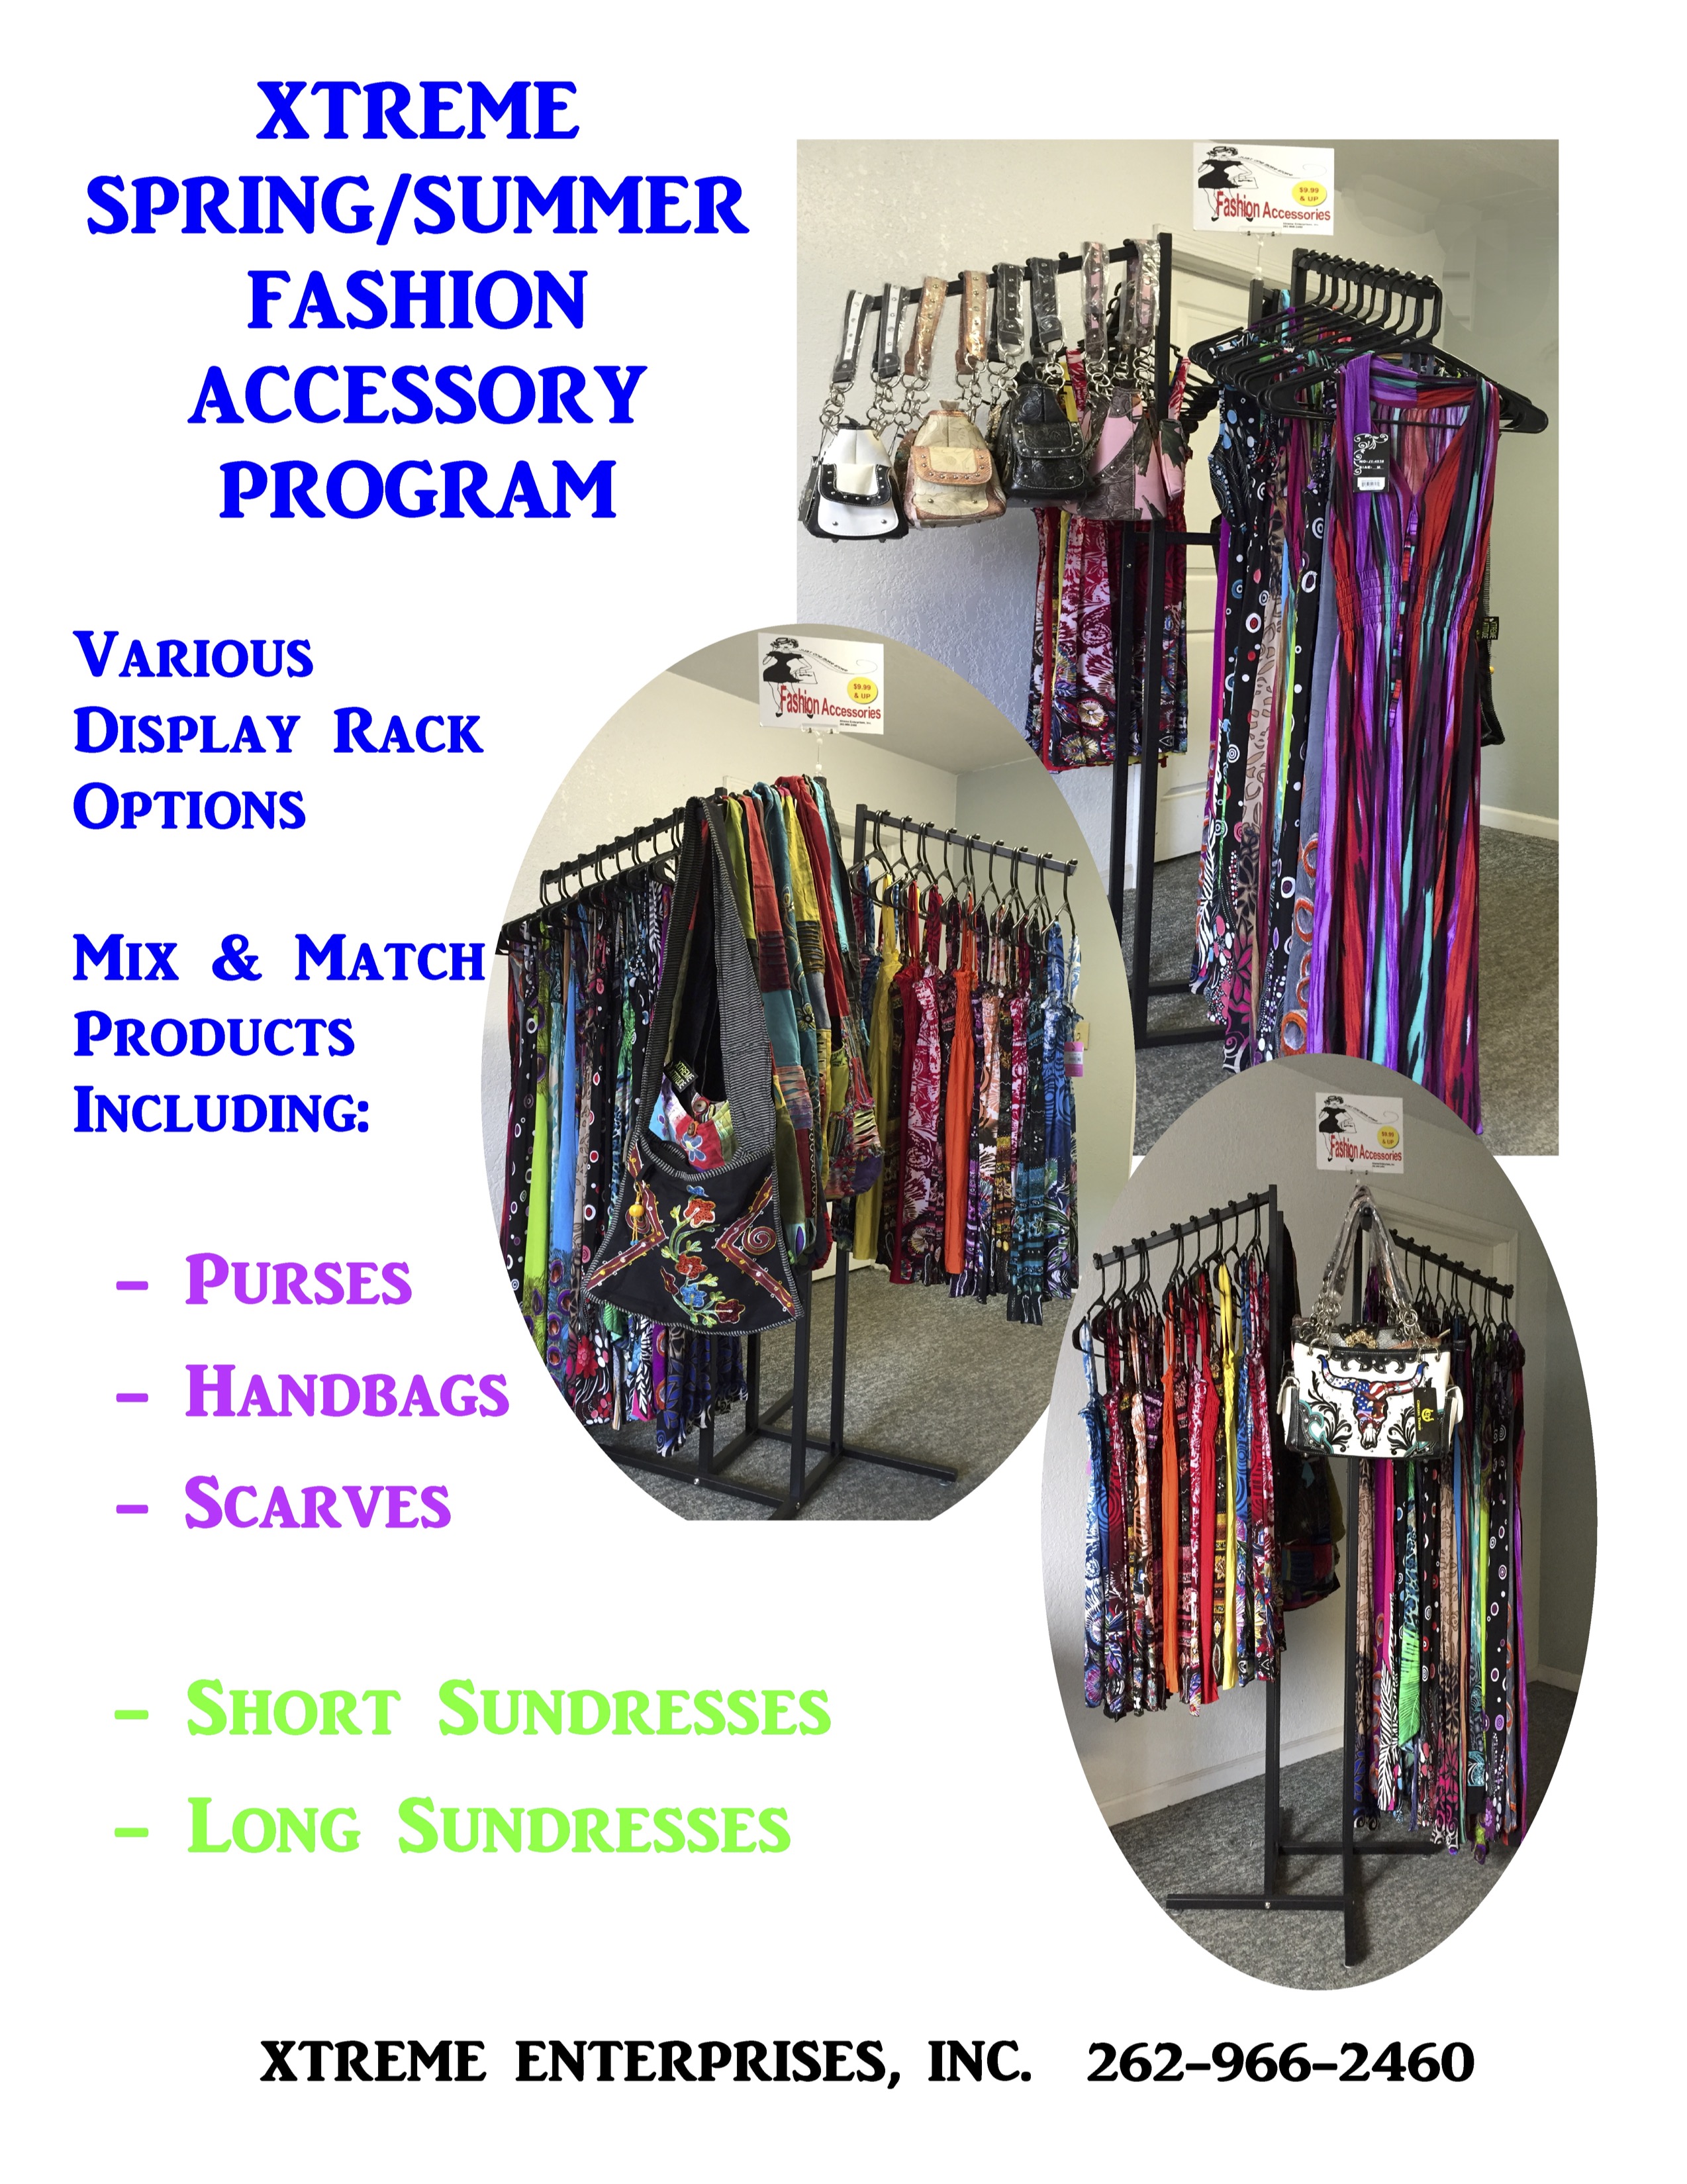 XTREME
SPRING/SUMMER
FASHION
ACCESSORY
PROGRAM
VARIOUS
DISPLAY RACK
OPTIONS
MIX & MATCH
PRODUCTS
INCLUDING:
- PURSES
- HANDBAGS
- SCARVES
- SHORT SUNDRESSES
- LONG SUNDRESSES
$9.99
& UP
Fashion Accessories
$9.99
& UP
Fashion Accessories
$9.99
& UP
Fashion Accessories
XTREME ENTERPRISES, INC. 262-966-2460